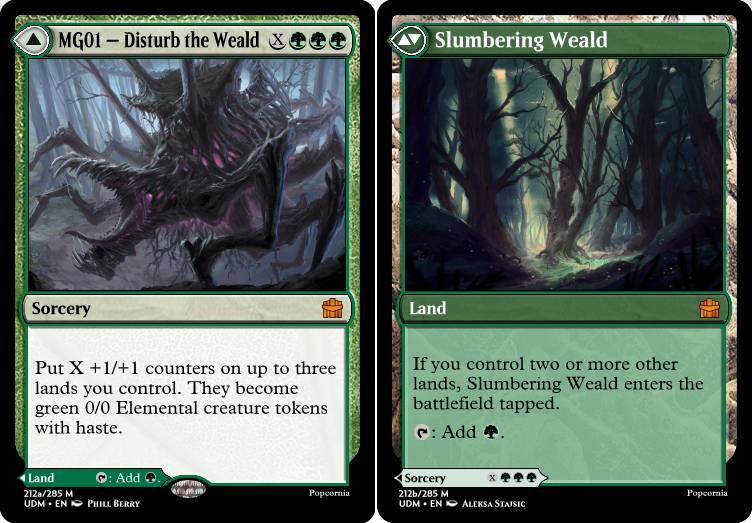 MG01 – Disturb the Weald X
Sorcery
Put X +1/+1 counters on up to three
lands you control. They become
green 0/0 Elemental creature tokens
with haste.
Land : Add .
212a/285 M
Popcornia
UDM • EN Phill Berry
Slumbering Weald
Land
If you control two or more other
lands, Slumbering Weald enters the
battlefield tapped.
: Add .
Sorcery X
212b/285 M
Popcornia
UDM • EN Aleksa Stajsic